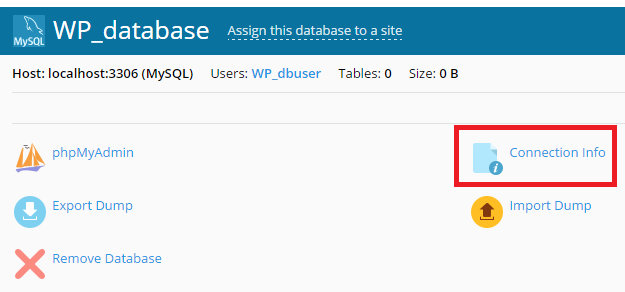 MySQL
WP_database Assign this database to a site
Host: localhost:3306 (MySQL) Users: WP_dbuser Tables: 0 Size: 0 B
phpMyAdmin Connection Info
Export Dump Import Dump
Remove Database